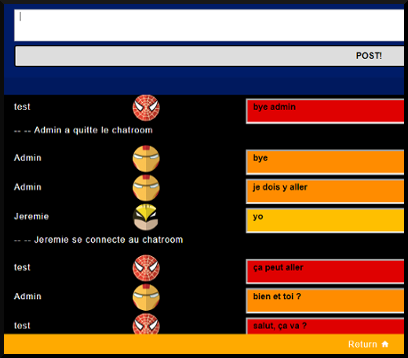 POST!
test
bye admin
-- -- Admin a quitte le chatroom
Admin
bye
Admin
je dois y aller
Jeremie
yo
-- -- Jeremie se connecte au chatroom
test
ça peut aller
Admin
bien et toi ?
test
salut, ça va ?
Return